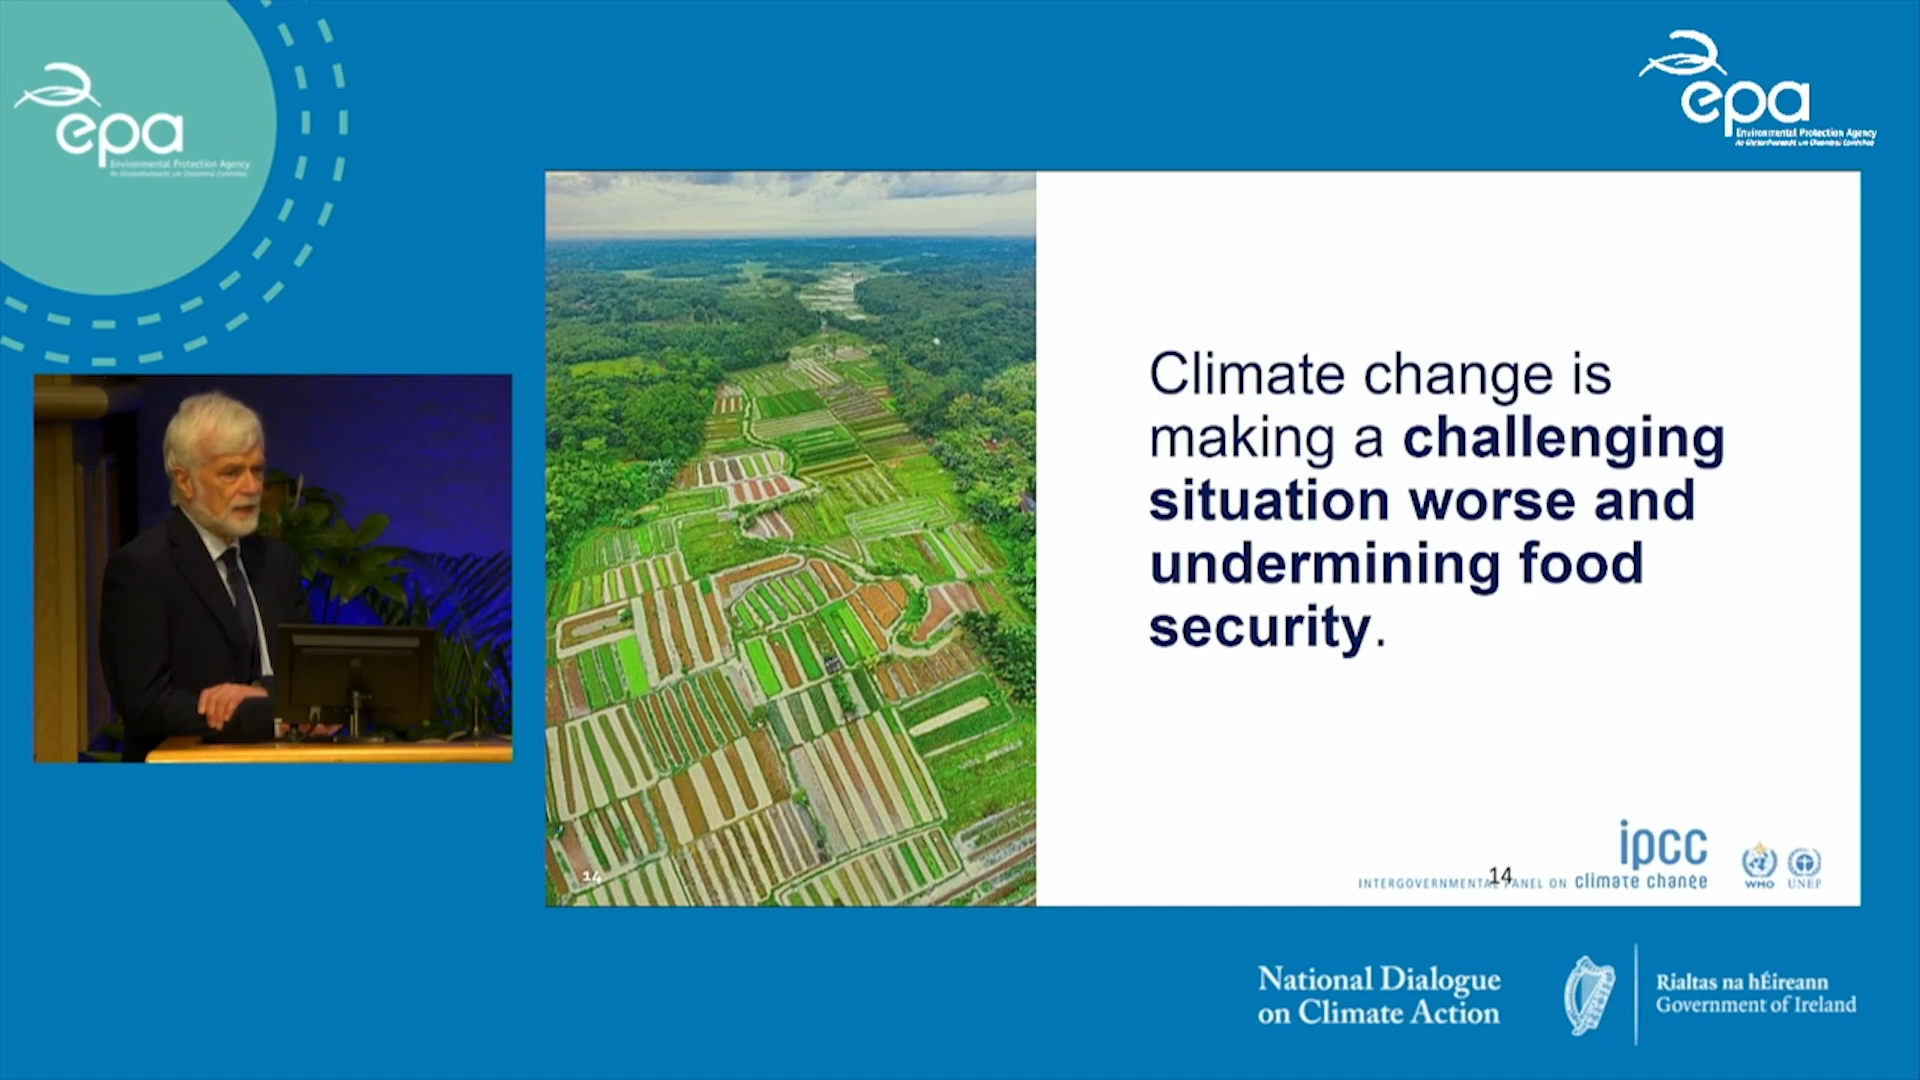 epa
Environmental Protection Agency
epa
Environmental Protection Agency
Climate change is
making a challenging
situation worse and
undermining food
security.
14
14
ipcc
INTERGOVERNMENTAL PANEL ON climate change
WMO
UNEP
National Dialogue
on Climate Action
Rialtas na hÉireann
Government of Ireland